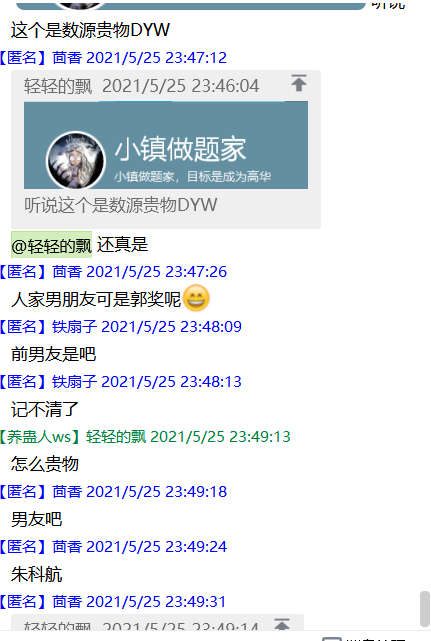 听说
这个是数源贵物DYW
【匿名】茴香 2021/5/25 23:47:12
轻轻的飘 2021/5/25 23:46:04
小镇做题家
小镇做题家，目标是成为高华
听说这个是数源贵物DYW
@轻轻的飘 还真是
【匿名】茴香 2021/5/25 23:47:26
人家男朋友可是郭奖呢😄
【匿名】铁扇子 2021/5/25 23:48:09
前男友是吧
【匿名】铁扇子 2021/5/25 23:48:13
记不清了
【养蛊人ws】轻轻的飘 2021/5/25 23:49:13
怎么贵物
【匿名】茴香 2021/5/25 23:49:18
男友吧
【匿名】茴香 2021/5/25 23:49:24
朱科航
【匿名】茴香 2021/5/25 23:49:31
轻轻的飘 2021/5/25 23:49:14